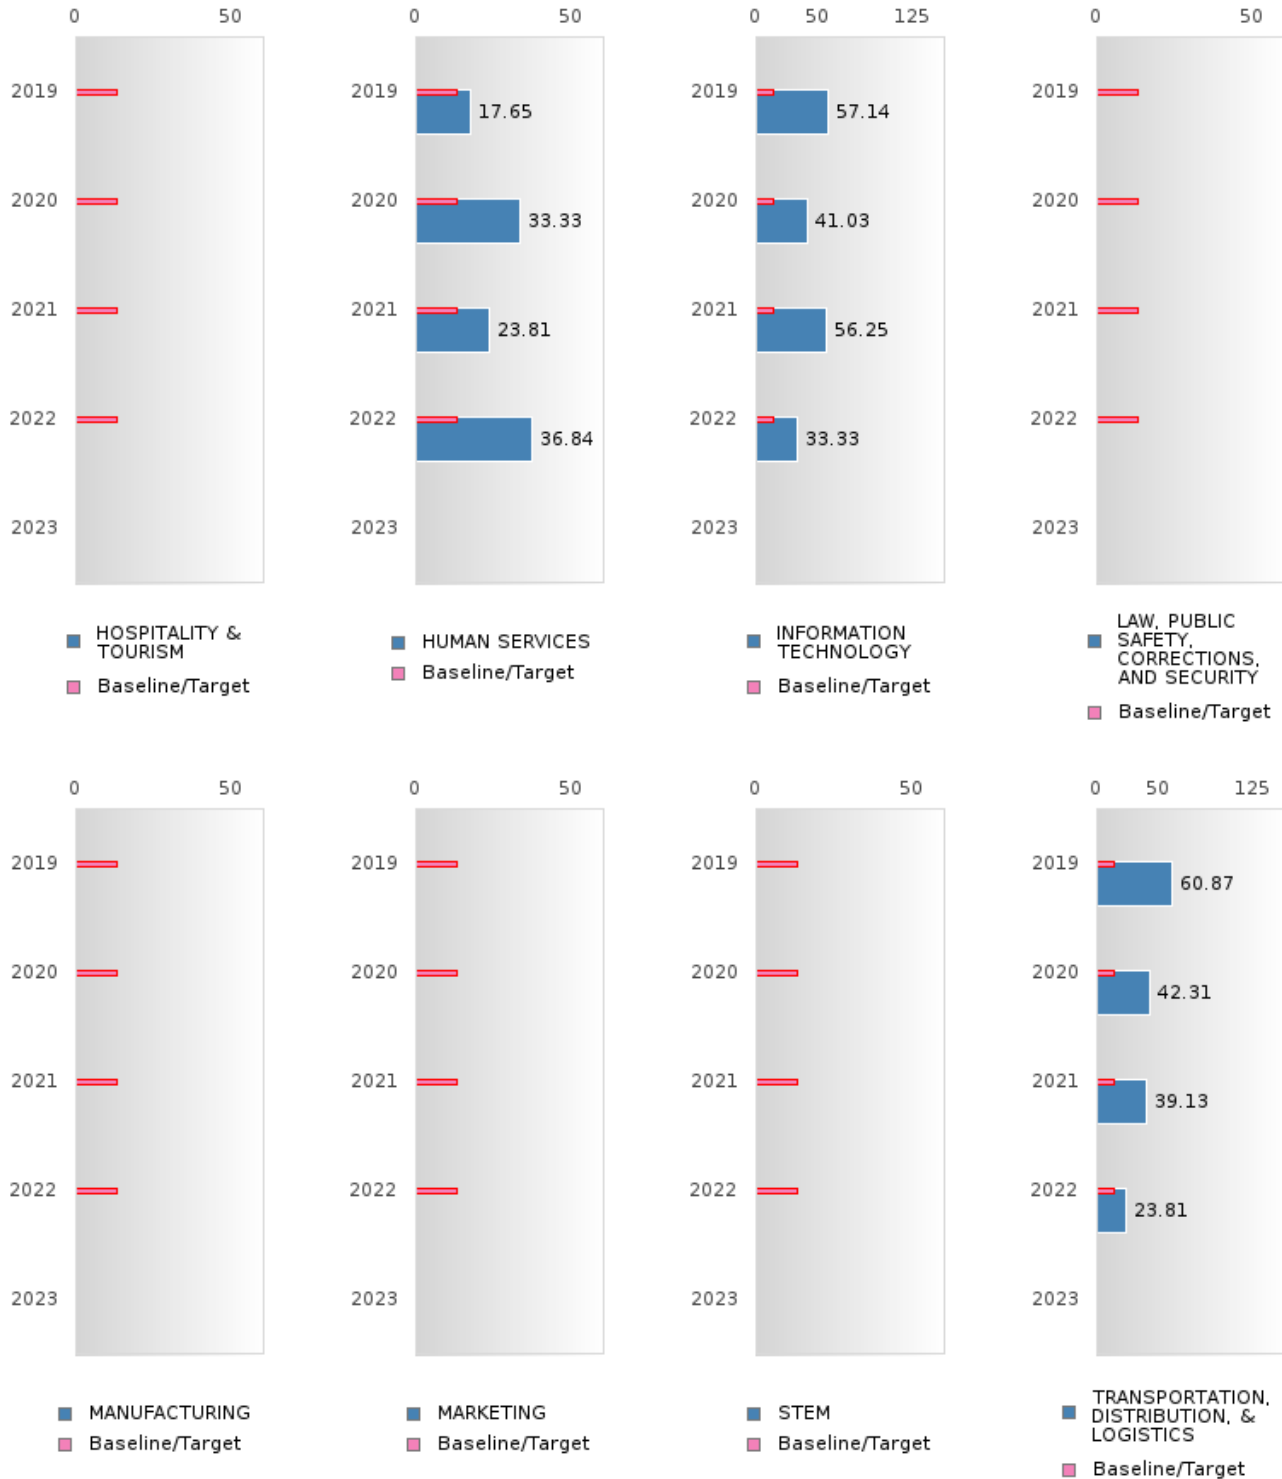 0 50
0 50
0 50 125
0 50
2019
2020
2021
2022
2023
2019 17.65
2020 33.33
2021 23.81
2022 36.84
2023
2019 57.14
2020 41.03
2021 56.25
2022 33.33
2023
2019
2020
2021
2022
2023
HOSPITALITY &
TOURISM
Baseline/Target
HUMAN SERVICES
Baseline/Target
INFORMATION
TECHNOLOGY
Baseline/Target
LAW, PUBLIC
SAFETY,
CORRECTIONS,
AND SECURITY
Baseline/Target
0 50
0 50
0 50
0 50 125
2019
2020
2021
2022
2023
2019
2020
2021
2022
2023
2019
2020
2021
2022
2023
2019 60.87
2020 42.31
2021 39.13
2022 23.81
2023
MANUFACTURING
Baseline/Target
MARKETING
Baseline/Target
STEM
Baseline/Target
TRANSPORTATION,
DISTRIBUTION, &
LOGISTICS
Baseline/Target